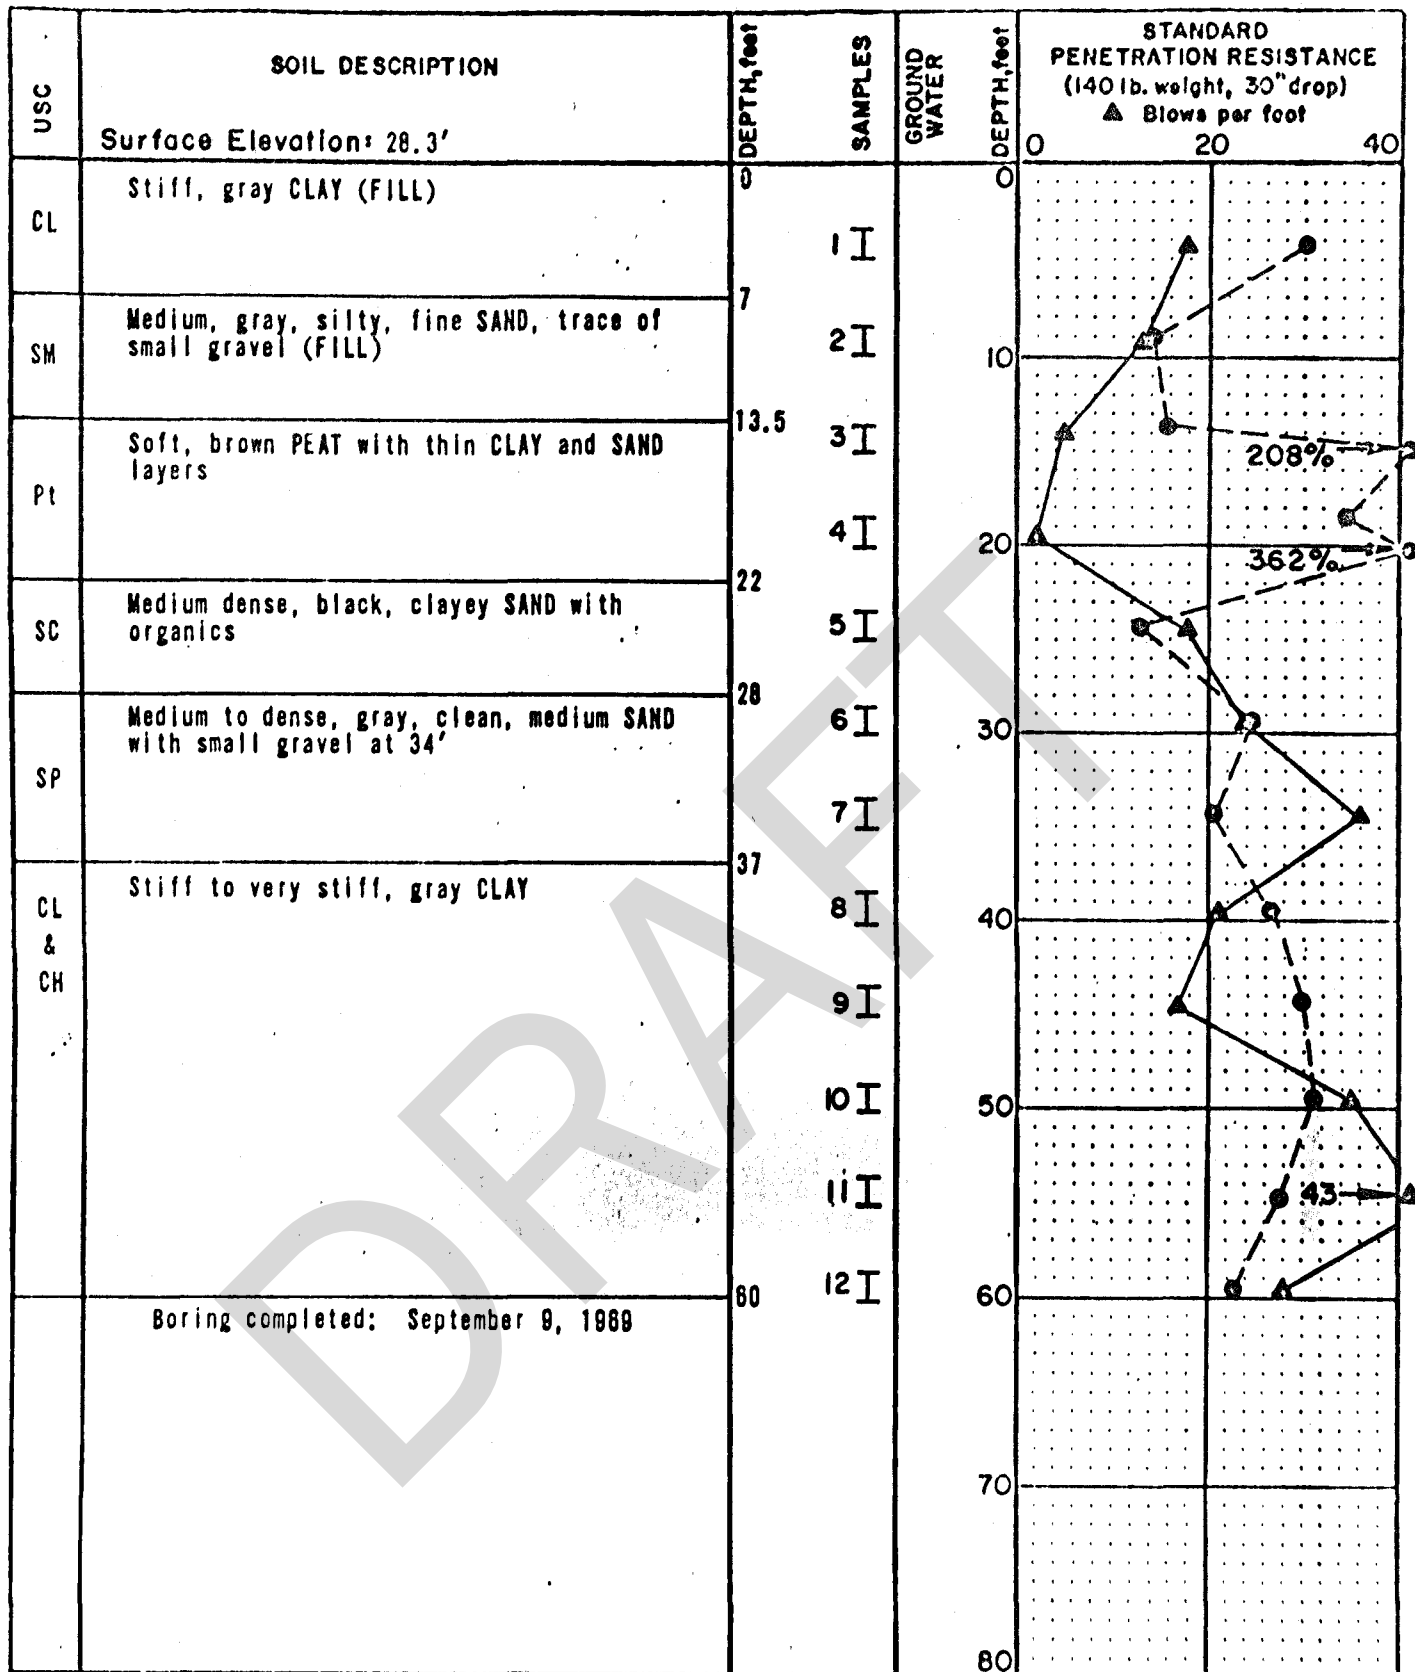 USC
SOIL DESCRIPTION
Surface Elevation: 28.3'
DEPTH, feet
SAMPLES
GROUND
WATER
DEPTH, feet
STANDARD
PENETRATION RESISTANCE
(140 lb. weight, 30" drop)
▲ Blows per foot
0 20 40
CL
Stiff, gray CLAY (FILL)
0
1
0
7
SM
Medium, gray, silty, fine SAND, trace of
small gravel (FILL)
2
10
13.5
Pt
Soft, brown PEAT with thin CLAY and SAND
layers
3
208%
4
20
362%
22
SC
Medium dense, black, clayey SAND with
organics
5
28
SP
Medium to dense, gray, clean, medium SAND
with small gravel at 34'
6
30
7
37
CL
&
CH
Stiff to very stiff, gray CLAY
8
40
9
10
50
11
43
12
60
60
Boring completed: September 9, 1969
70
80
DRAFT